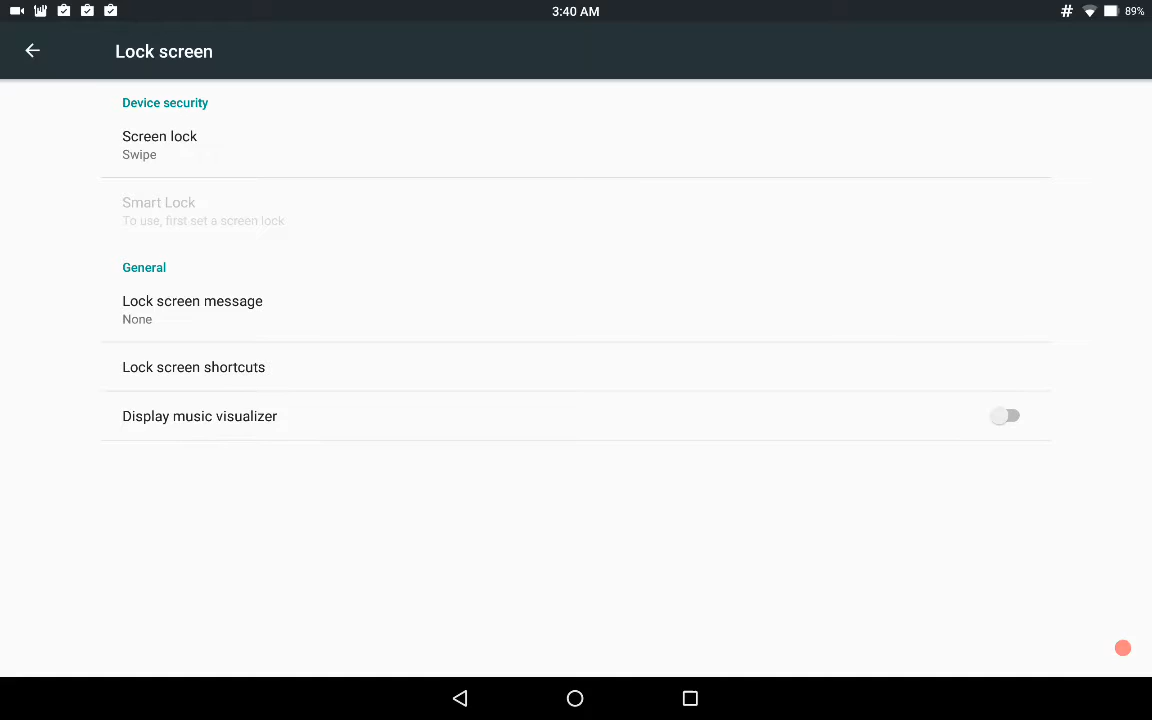 3:40 AM
89%
Lock screen
Device security
Screen lock
Swipe
Smart Lock
To use, first set a screen lock
General
Lock screen message
None
Lock screen shortcuts
Display music visualizer